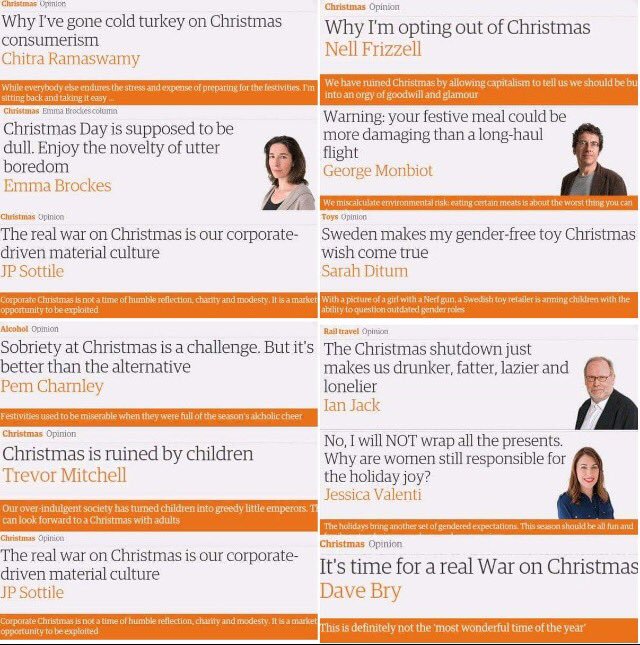 Christmas Opinion
Why I've gone cold turkey on Christmas
consumerism
Chitra Ramaswamy
While everybody else endures the stress and expense of preparing for the festivities. I'm
sitting back and taking it easy ...
Christmas Emma Brockes column
Christmas Day is supposed to be
dull. Enjoy the novelty of utter
boredom
Emma Brockes
Christmas Opinion
The real war on Christmas is our corporate-
driven material culture
JP Sottile
Corporate Christmas is not a time of humble reflection, charity and modesty. It is a market
opportunity to be exploited
Alcohol Opinion
Sobriety at Christmas is a challenge. But it's
better than the alternative
Pem Charnley
Festivities used to be miserable when they were full of the season's alcholic cheer
Christmas Opinion
Christmas is ruined by children
Trevor Mitchell
Our over-indulgent society has turned children into greedy little emperors. I
can look forward to a Christmas with adults
Christmas Opinion
The real war on Christmas is our corporate-
driven material culture
JP Sottile
Corporate Christmas is not a time of humble reflection, charity and modesty. It is a market
opportunity to be exploited
Christmas Opinion
Why I'm opting out of Christmas
Nell Frizzell
We have ruined Christmas by allowing capitalism to tell us we should be bu
into an orgy of goodwill and glamour
Warning: your festive meal could be
more damaging than a long-haul
flight
George Monbiot
We miscalculate environmental risk: eating certain meats is about the worst thing you can
Toys Opinion
Sweden makes my gender-free toy Christmas
wish come true
Sarah Ditum
With a picture of a girl with a Nerf gun, a Swedish toy retailer is arming children with the
ability to question outdated gender roles
Rail travel Opinion
The Christmas shutdown just
makes us drunker, fatter, lazier and
lonelier
Ian Jack
No, I will NOT wrap all the presents.
Why are women still responsible for
the holiday joy?
Jessica Valenti
The holidays bring another set of gendered expectations. This season should be all fun and
Christmas Opinion
It's time for a real War on Christmas
Dave Bry
This is definitely not the 'most wonderful time of the year'